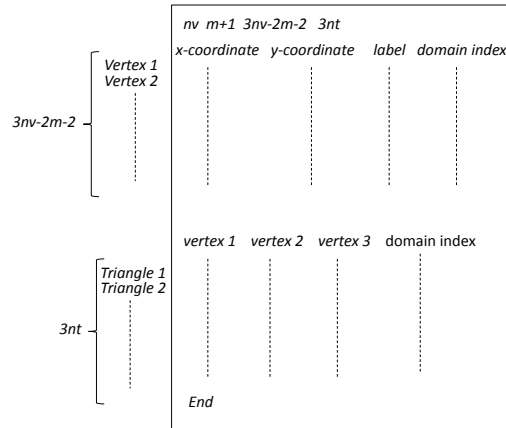 nv m+1 3nv-2m-2 3nt
x-coordinate y-coordinate label domain index
Vertex 1
Vertex 2
3nv-2m-2
vertex 1 vertex 2 vertex 3 domain index
Triangle 1
Triangle 2
3nt
End